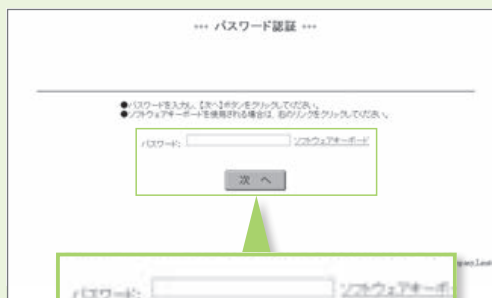 *** パスワード認証 ***
●パスワードを入力し、【次へ】ボタンをクリックしてください。
●ソフトウェアキーボードを使用される場合は、右のリンクをクリックしてください。
パスワード: ソフトウェアキーボード
次 へ
パスワード: ソフトウェアキーボ